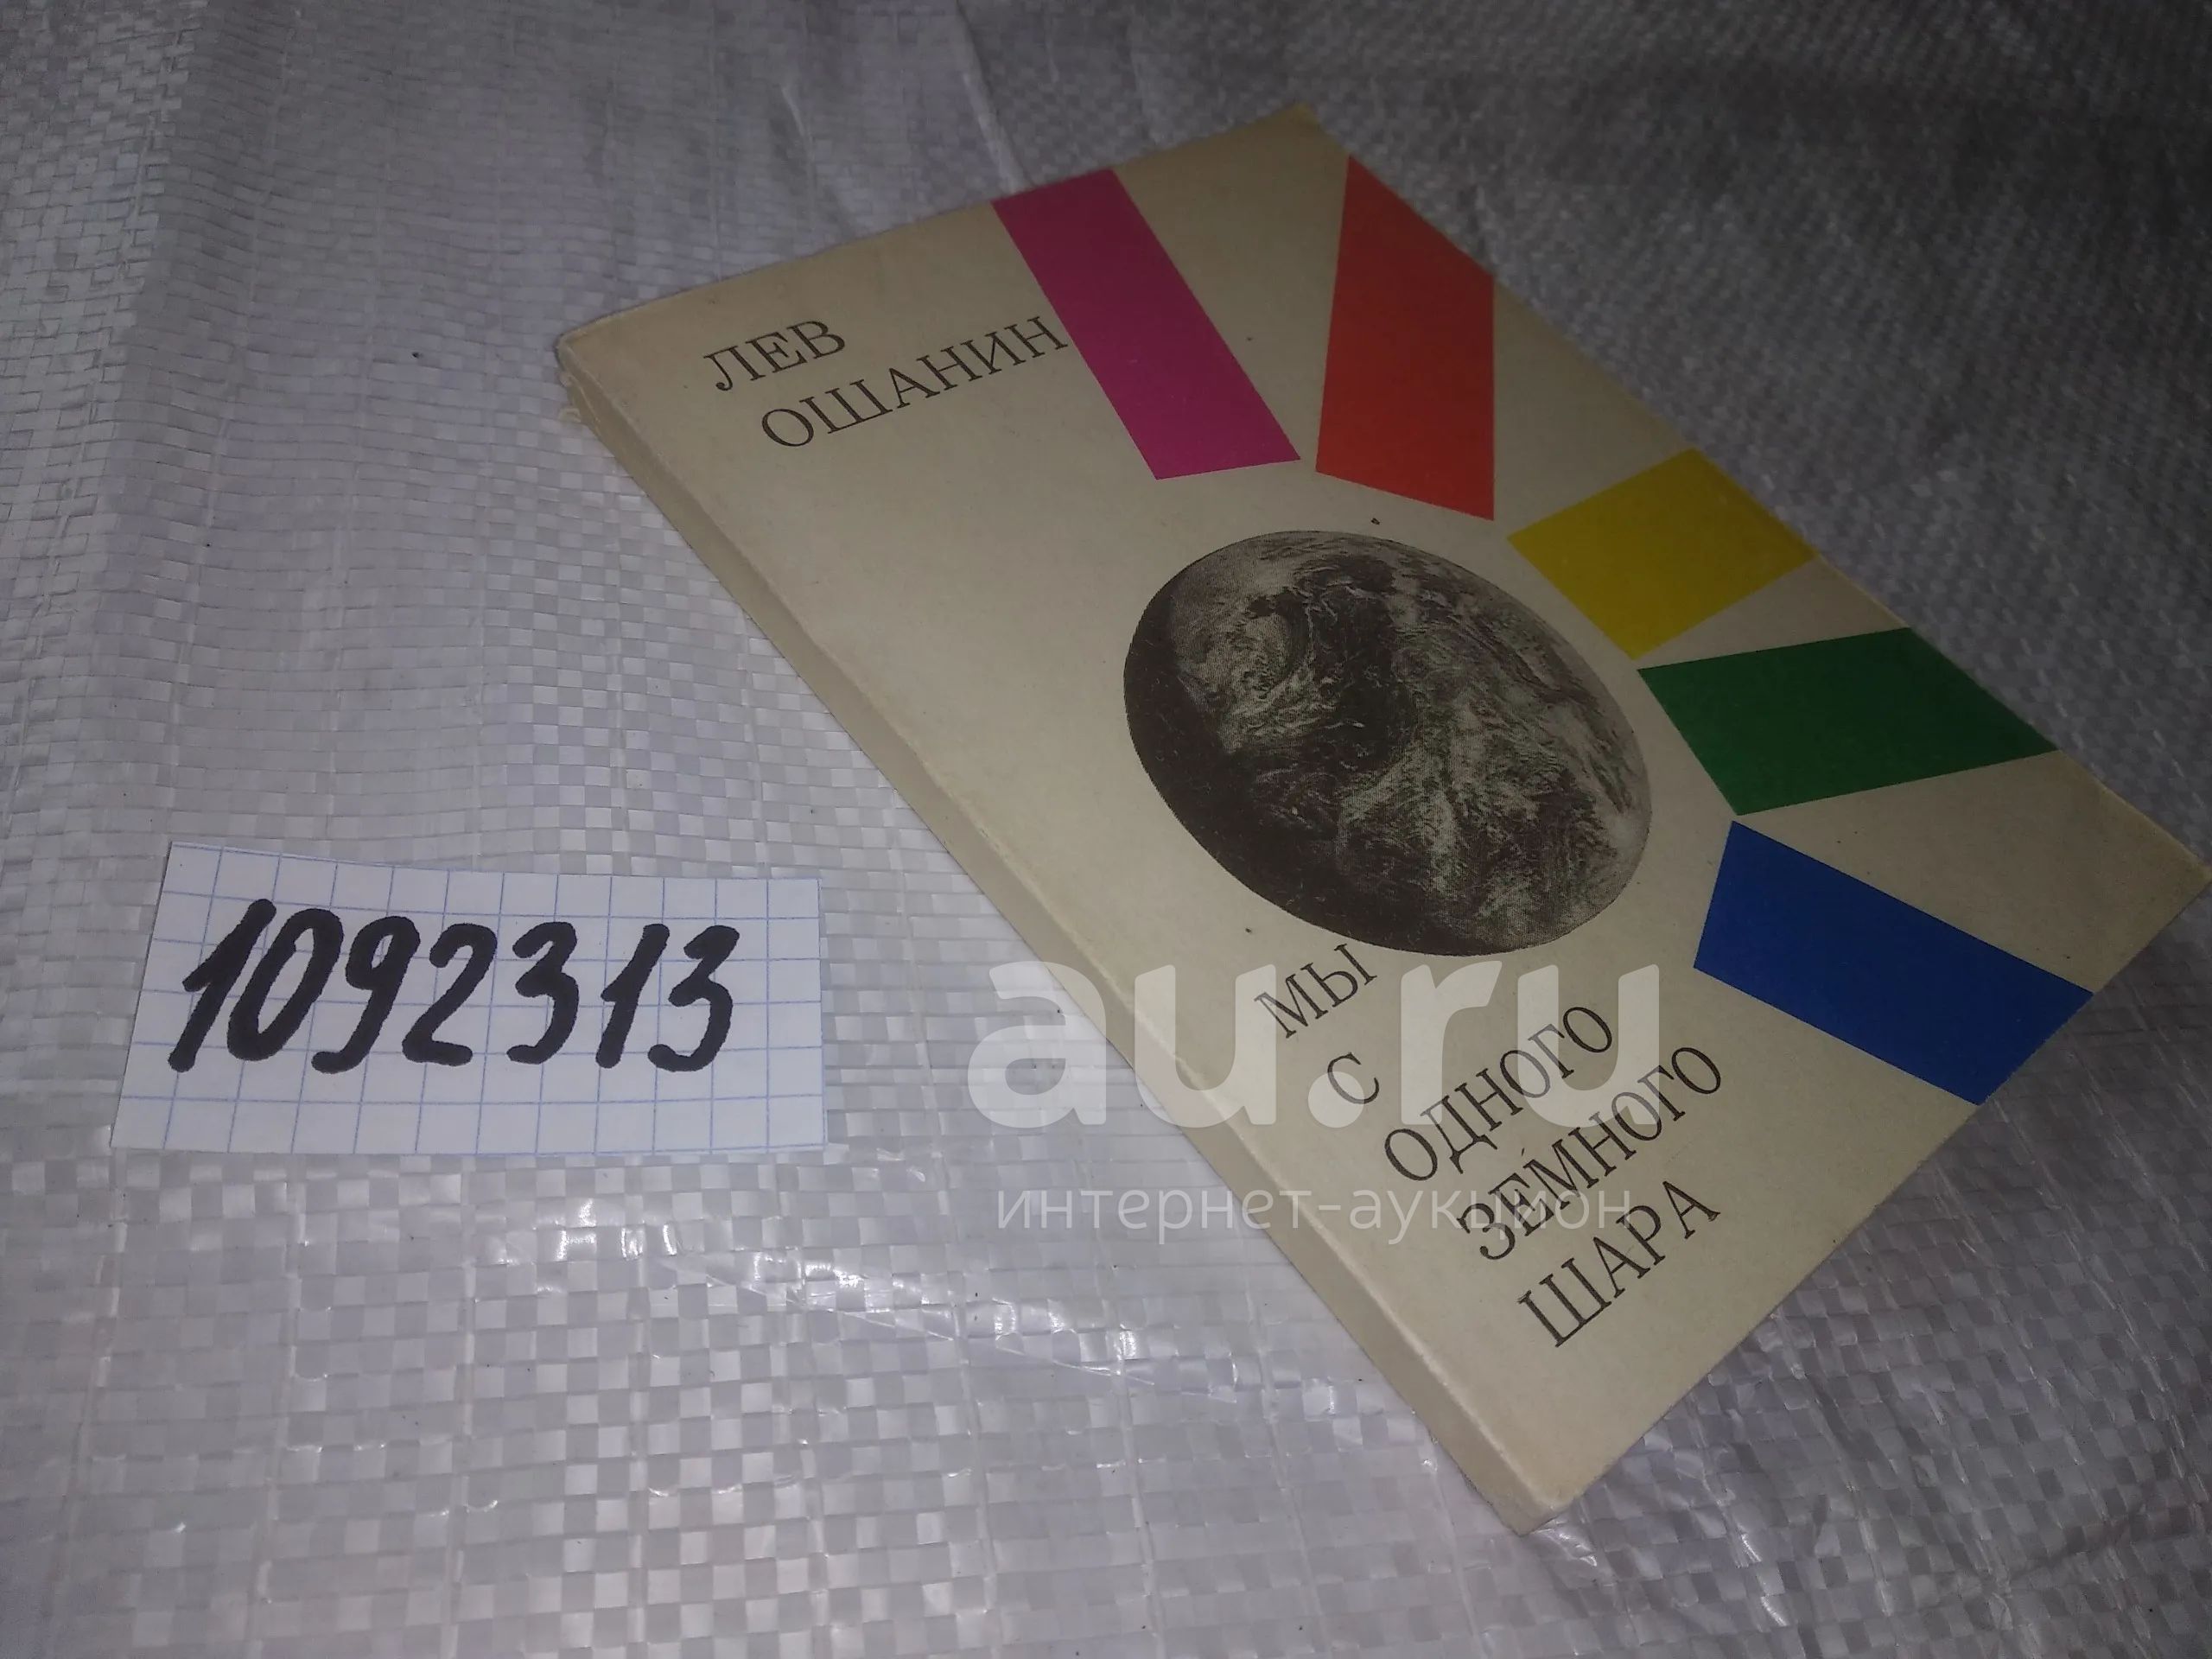 ЛЕВ
ОШАНИН
МЫ
С
ОДНОГО
ЗЕМНОГО
ШАРА
1092313
au.ru
интернет-аукцион